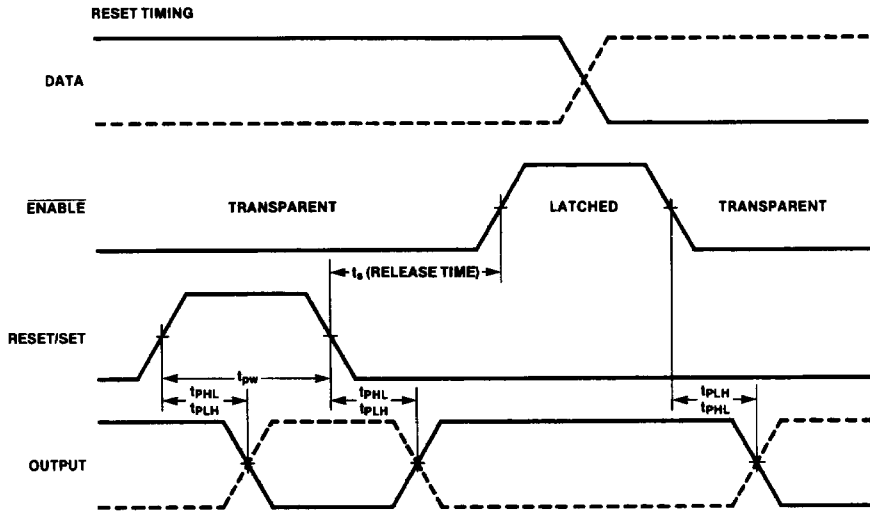 RESET TIMING
DATA
ENABLE
TRANSPARENT
LATCHED
TRANSPARENT
ts (RELEASE TIME)
RESET/SET
tpw
tPHL
tPLH
tPHL
tPLH
tPLH
tPHL
OUTPUT